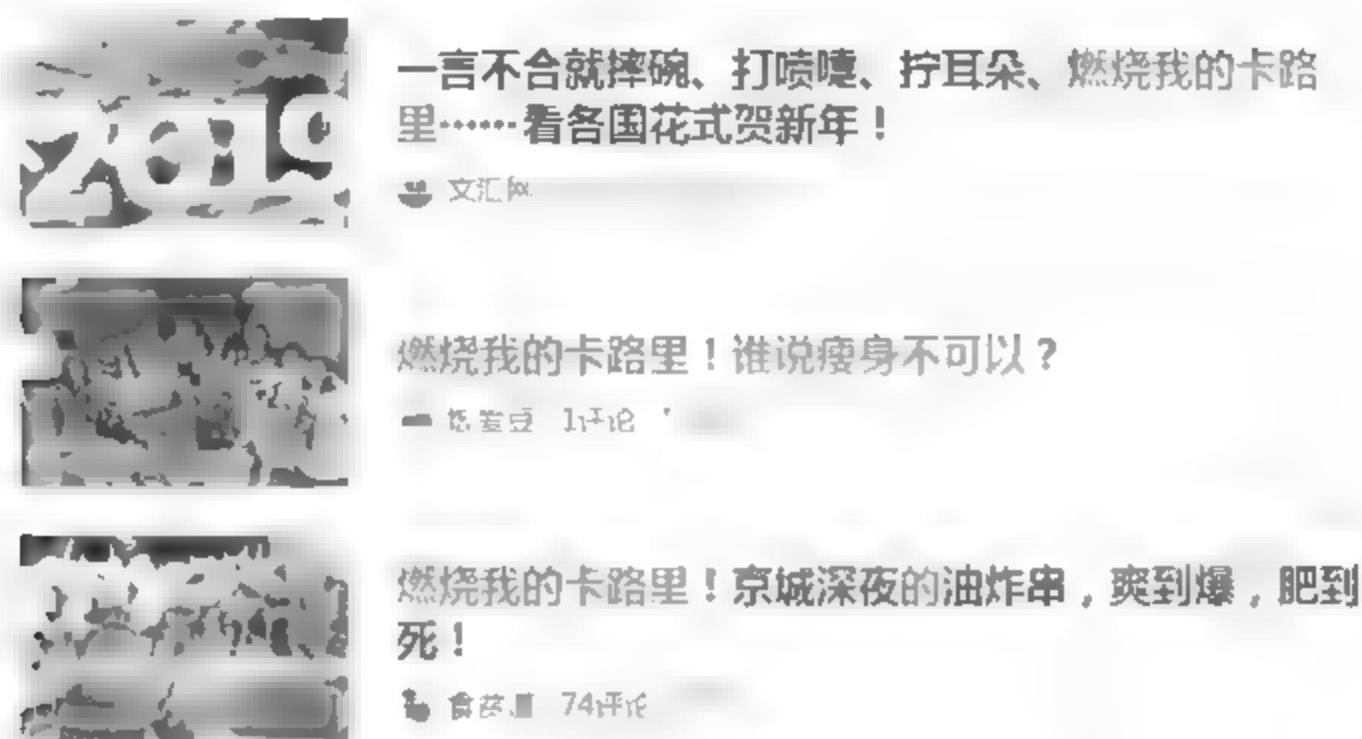 2019
一言不合就摔碗、打喷嚏、拧耳朵、燃烧我的卡路
里……看各国花式贺新年！
文汇网
燃烧我的卡路里！谁说瘦身不可以？
1评论
燃烧我的卡路里！京城深夜的油炸串，爽到爆，肥到
死！
74评论